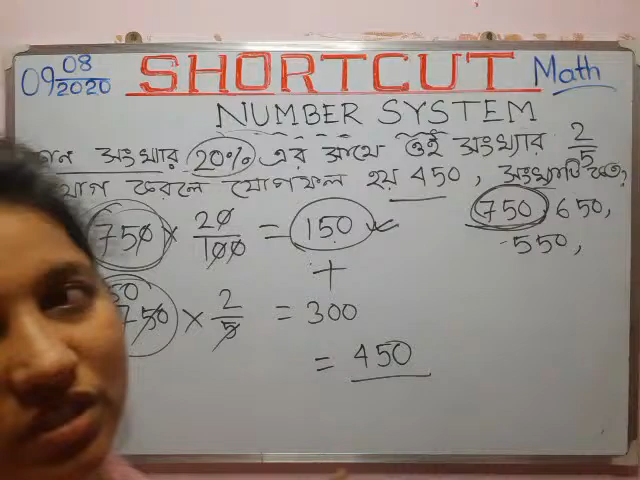 09 08/2020 SHORTCUT Math
NUMBER SYSTEM
সংখ্যার 20% এর সাথে ঐ সংখ্যার 2/5
যোগ করলে যোগফল হয় 450, সংখ্যাটি কত?
750 × 20/100 = 150
750, 650,
550,
+
750 × 2/5 = 300
= 450